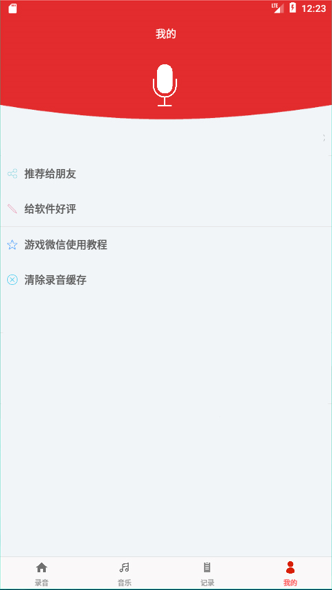 LTE 12:23
我的
推荐给朋友
给软件好评
游戏微信使用教程
清除录音缓存
录音
音乐
记录
我的